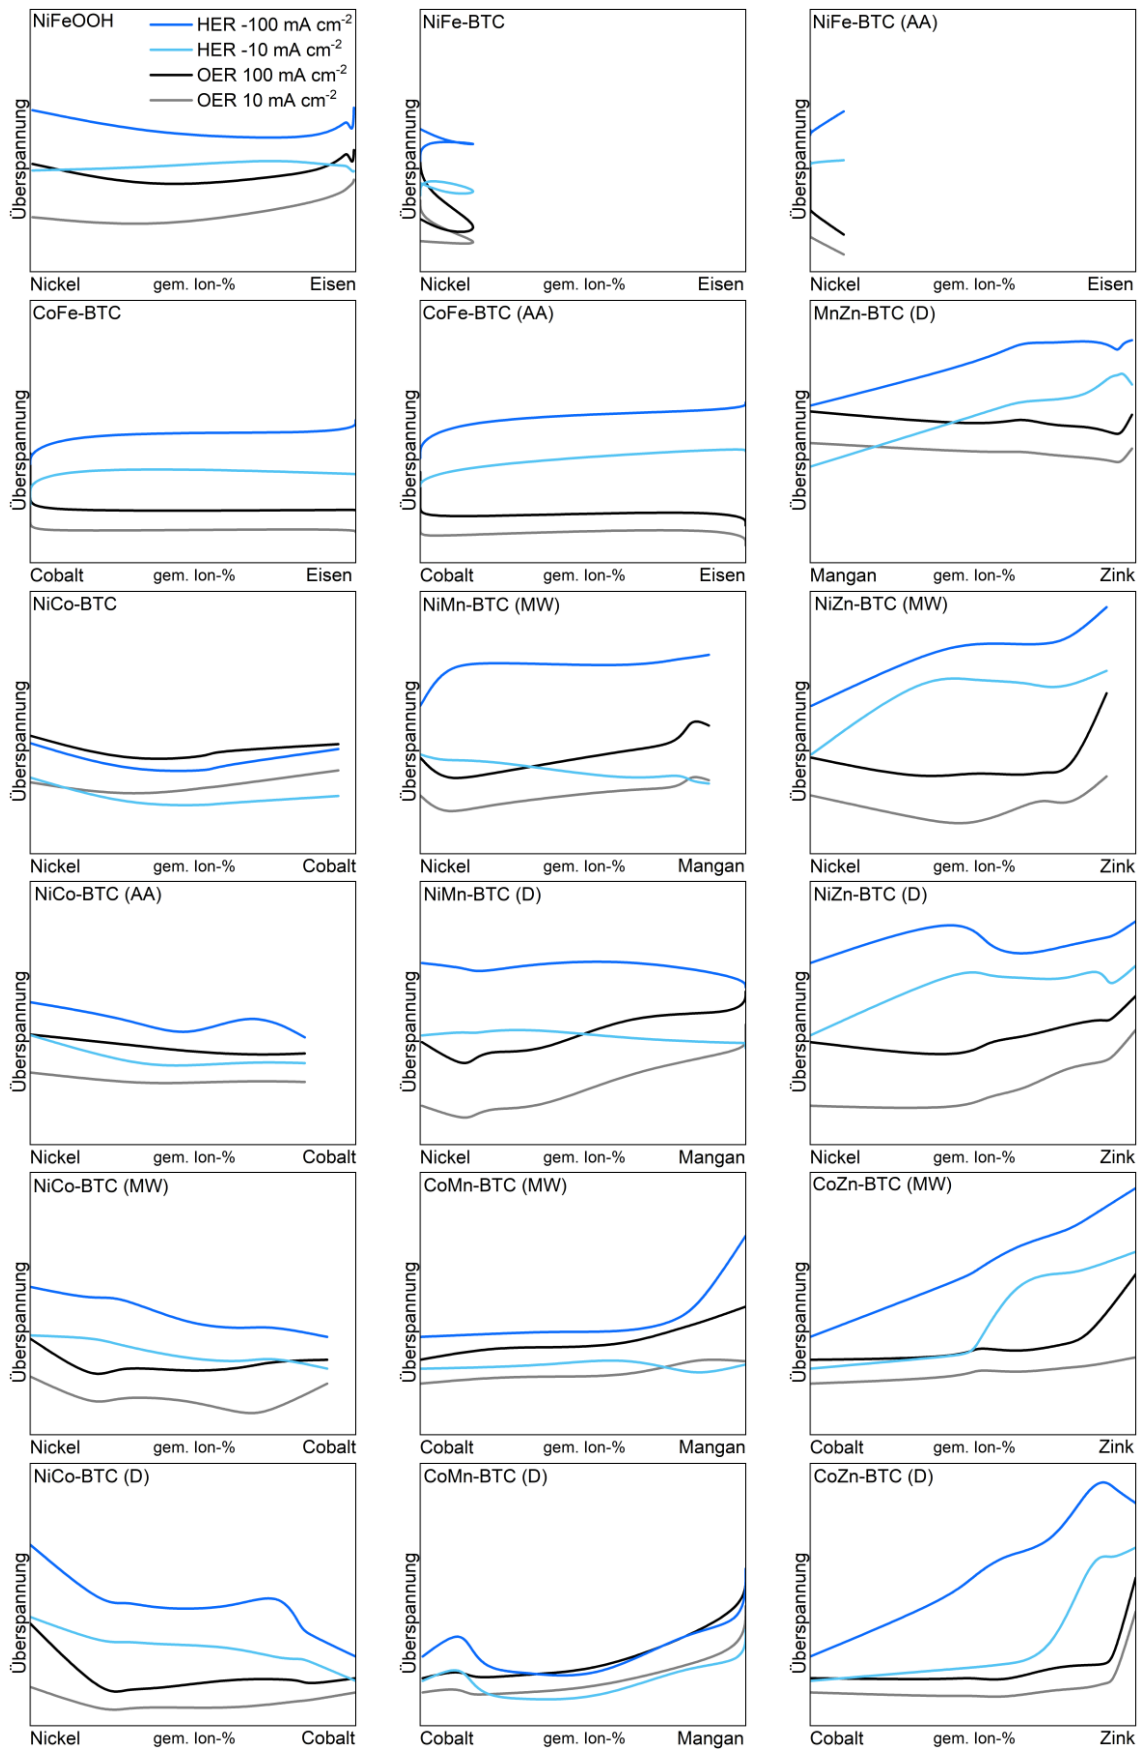 NiFeOOH
HER -100 mA cm-2
HER -10 mA cm-2
OER 100 mA cm-2
OER 10 mA cm-2
Überspannung
Nickel gem. Ion-% Eisen
NiFe-BTC
Überspannung
Nickel gem. Ion-% Eisen
NiFe-BTC (AA)
Überspannung
Nickel gem. Ion-% Eisen
CoFe-BTC
Überspannung
Cobalt gem. Ion-% Eisen
CoFe-BTC (AA)
Überspannung
Cobalt gem. Ion-% Eisen
MnZn-BTC (D)
Überspannung
Mangan gem. Ion-% Zink
NiCo-BTC
Überspannung
Nickel gem. Ion-% Cobalt
NiMn-BTC (MW)
Überspannung
Nickel gem. Ion-% Mangan
NiZn-BTC (MW)
Überspannung
Nickel gem. Ion-% Zink
NiCo-BTC (AA)
Überspannung
Nickel gem. Ion-% Cobalt
NiMn-BTC (D)
Überspannung
Nickel gem. Ion-% Mangan
NiZn-BTC (D)
Überspannung
Nickel gem. Ion-% Zink
NiCo-BTC (MW)
Überspannung
Nickel gem. Ion-% Cobalt
CoMn-BTC (MW)
Überspannung
Cobalt gem. Ion-% Mangan
CoZn-BTC (MW)
Überspannung
Cobalt gem. Ion-% Zink
NiCo-BTC (D)
Überspannung
Nickel gem. Ion-% Cobalt
CoMn-BTC (D)
Überspannung
Cobalt gem. Ion-% Mangan
CoZn-BTC (D)
Überspannung
Cobalt gem. Ion-% Zink